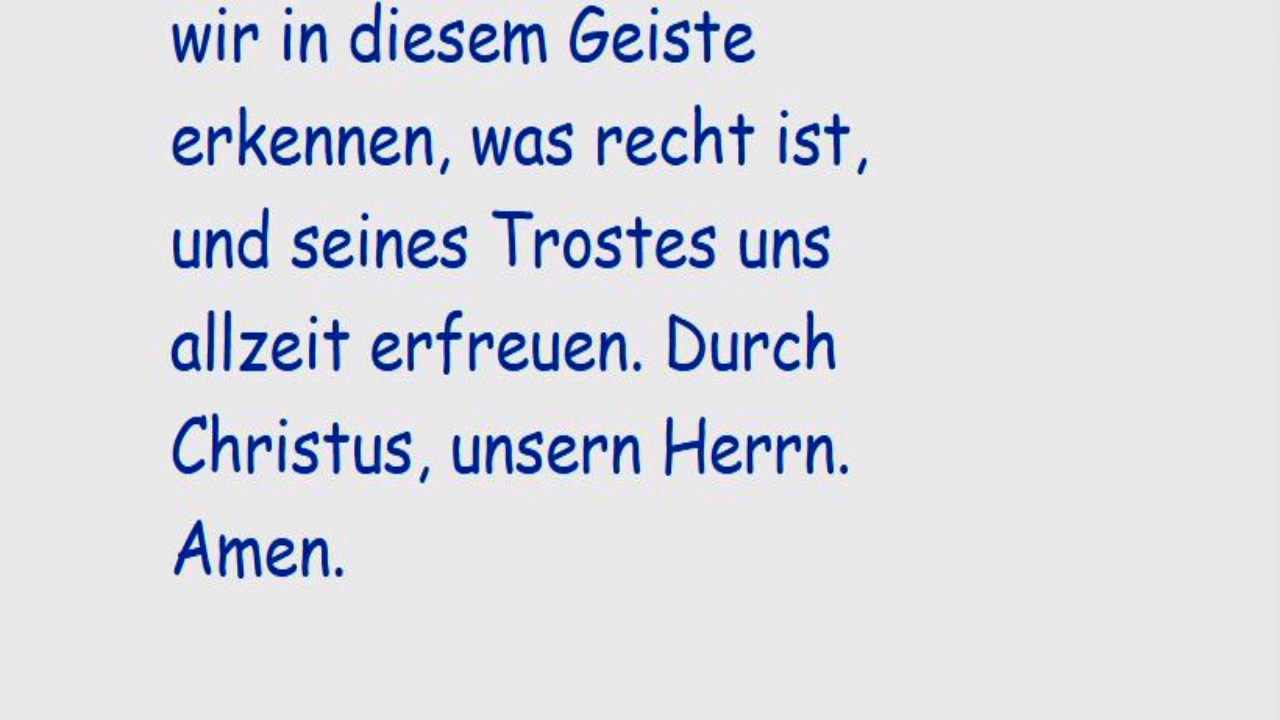 wir in diesem Geiste
erkennen, was recht ist,
und seines Trostes uns
allzeit erfreuen. Durch
Christus, unsern Herrn.
Amen.